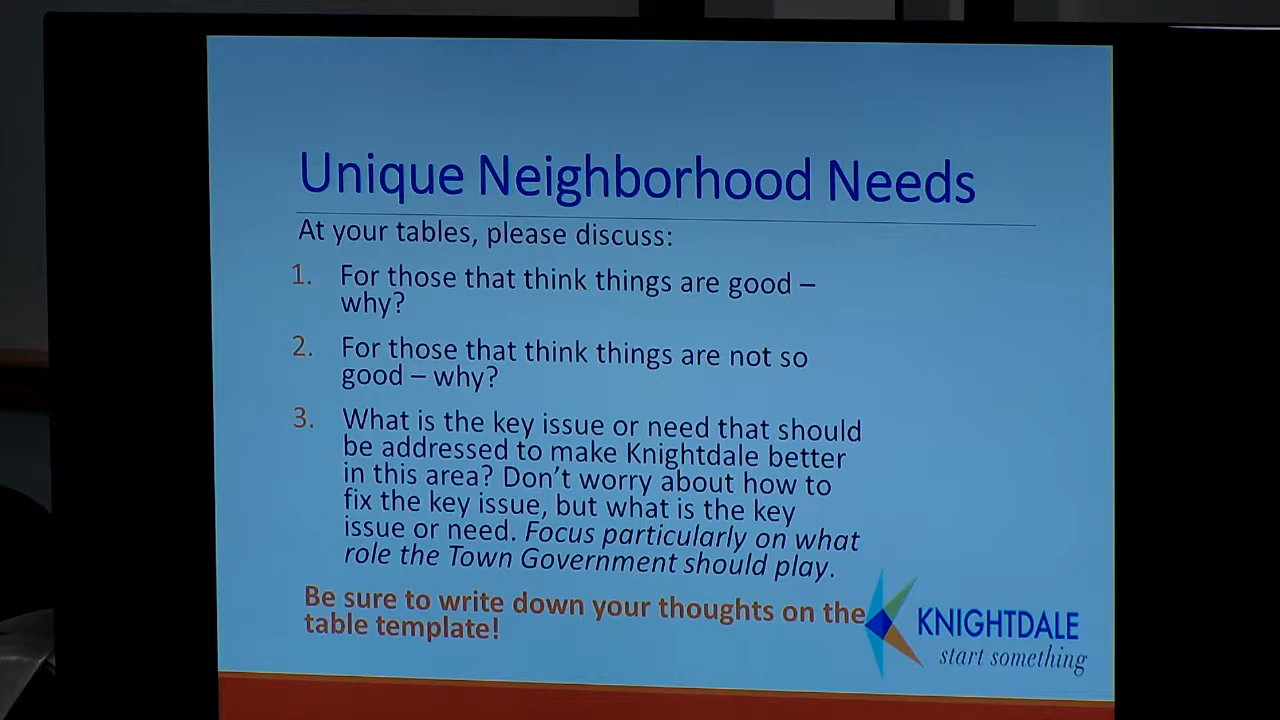 Unique Neighborhood Needs
At your tables, please discuss:
1. For those that think things are good –
why?
2. For those that think things are not so
good – why?
3. What is the key issue or need that should
be addressed to make Knightdale better
in this area? Don't worry about how to
fix the key issue, but what is the key
issue or need. Focus particularly on what
role the Town Government should play.
Be sure to write down your thoughts on the
table template!
KNIGHTDALE
start something